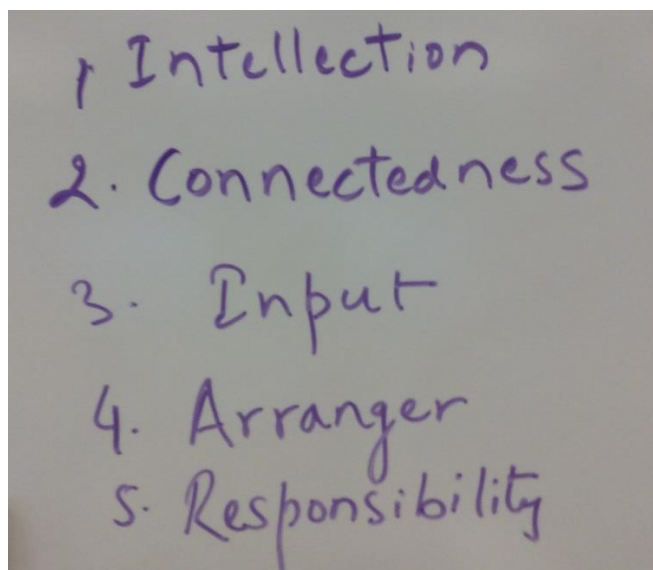 1 Intellection
2. Connectedness
3. Input
4. Arranger
5. Responsibility